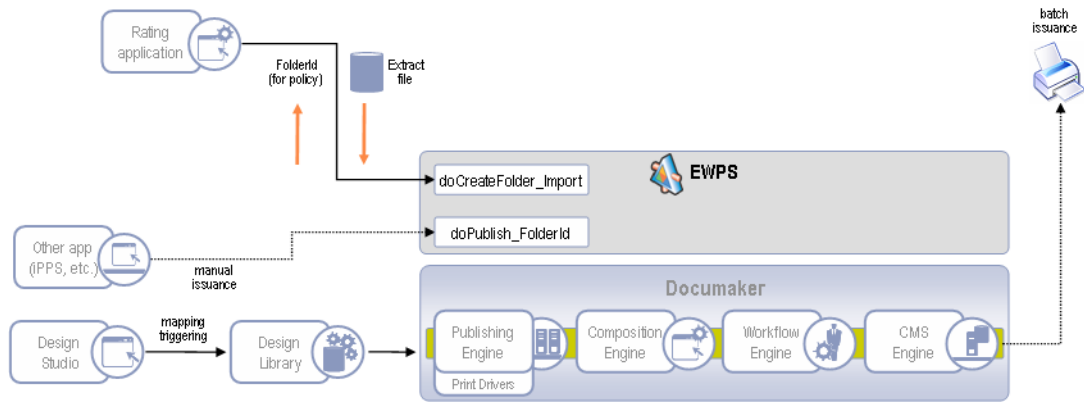 batch
issuance
Rating
application
FolderId
(for policy)
Extract
file
EWPS
doCreateFolder_Import
doPublish_FolderId
Other app
(iPPS, etc.)
manual
issuance
Documaker
mapping
triggering
Design
Studio
Design
Library
Publishing
Engine
Print Drivers
Composition
Engine
Workflow
Engine
CMS
Engine